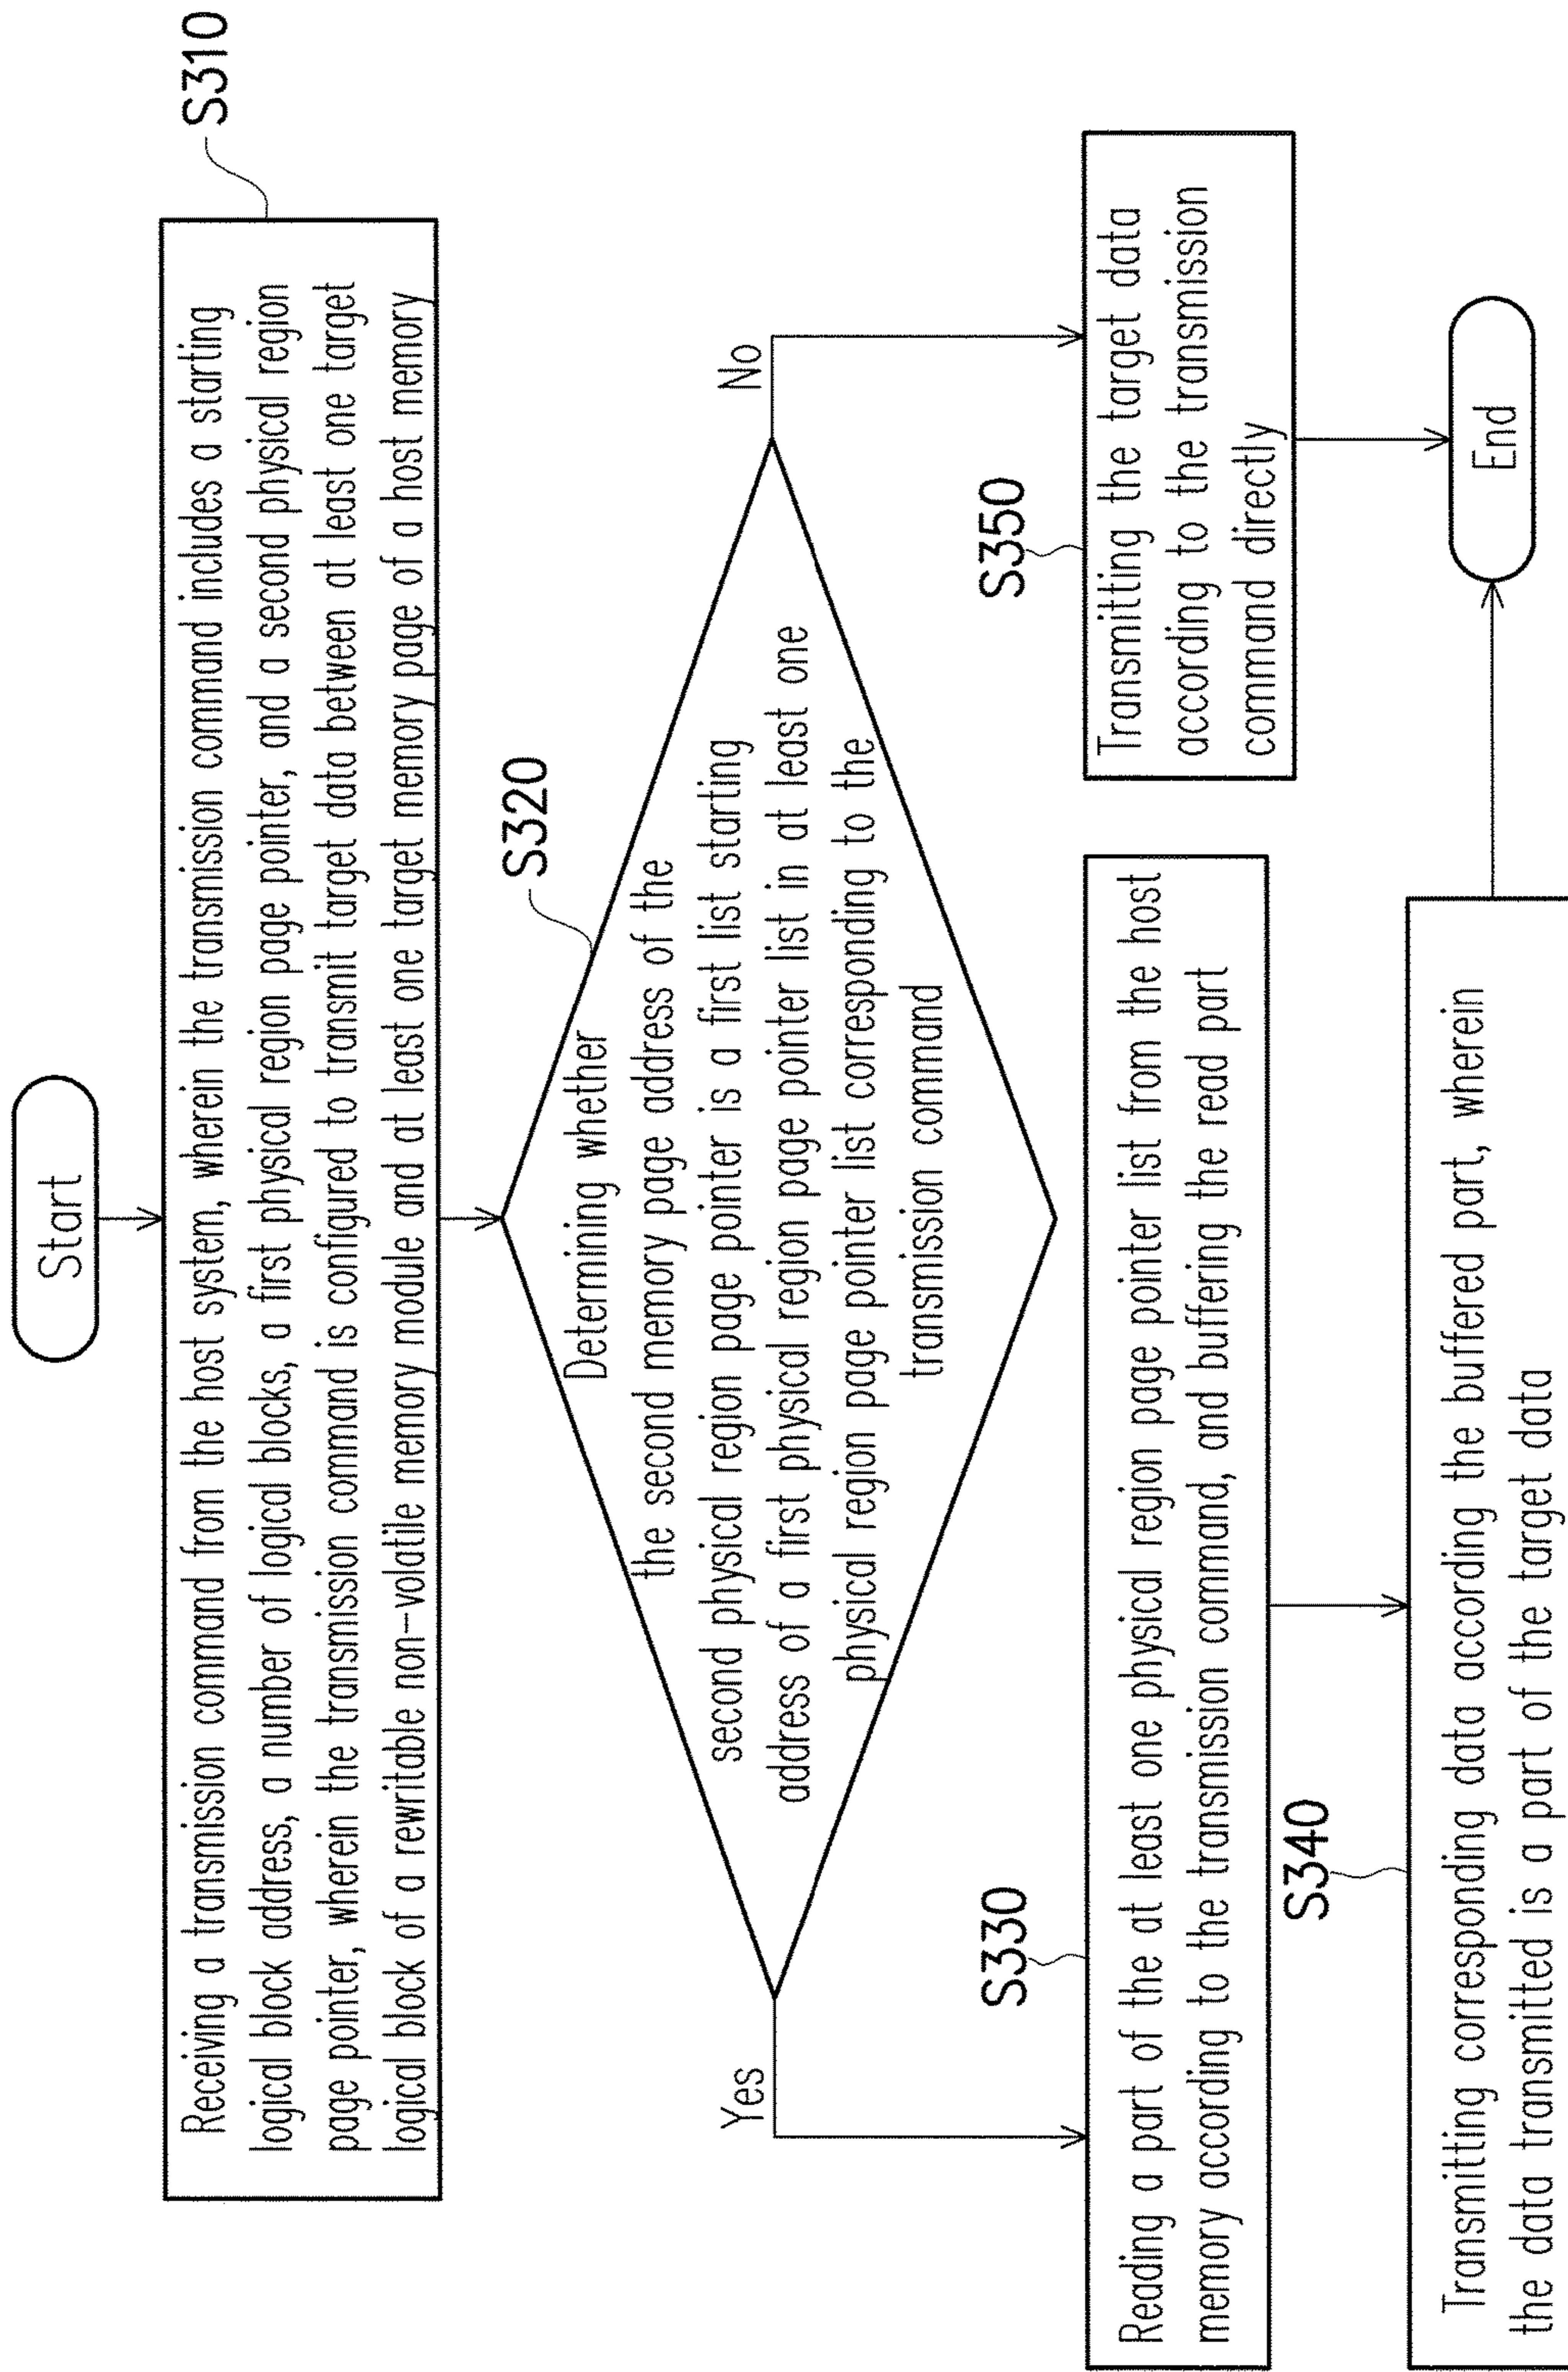 Start
S310
Receiving a transmission command from the host system, wherein the transmission command includes a starting
logical block address, a number of logical blocks, a first physical region page pointer, and a second physical region
page pointer, wherein the transmission command is configured to transmit target data between at least one target
logical block of a rewritable non-volatile memory module and at least one target memory page of a host memory
S320
Determining whether
the second memory page address of the
second physical region page pointer is a first list starting
address of a first physical region page pointer list in at least one
physical region page pointer list corresponding to the
transmission command
Yes
No
S330
Reading a part of the at least one physical region page pointer list from the host
memory according to the transmission command, and buffering the read part
S350
Transmitting the target data
according to the transmission
command directly
S340
Transmitting corresponding data according the buffered part, wherein
the data transmitted is a part of the target data
End